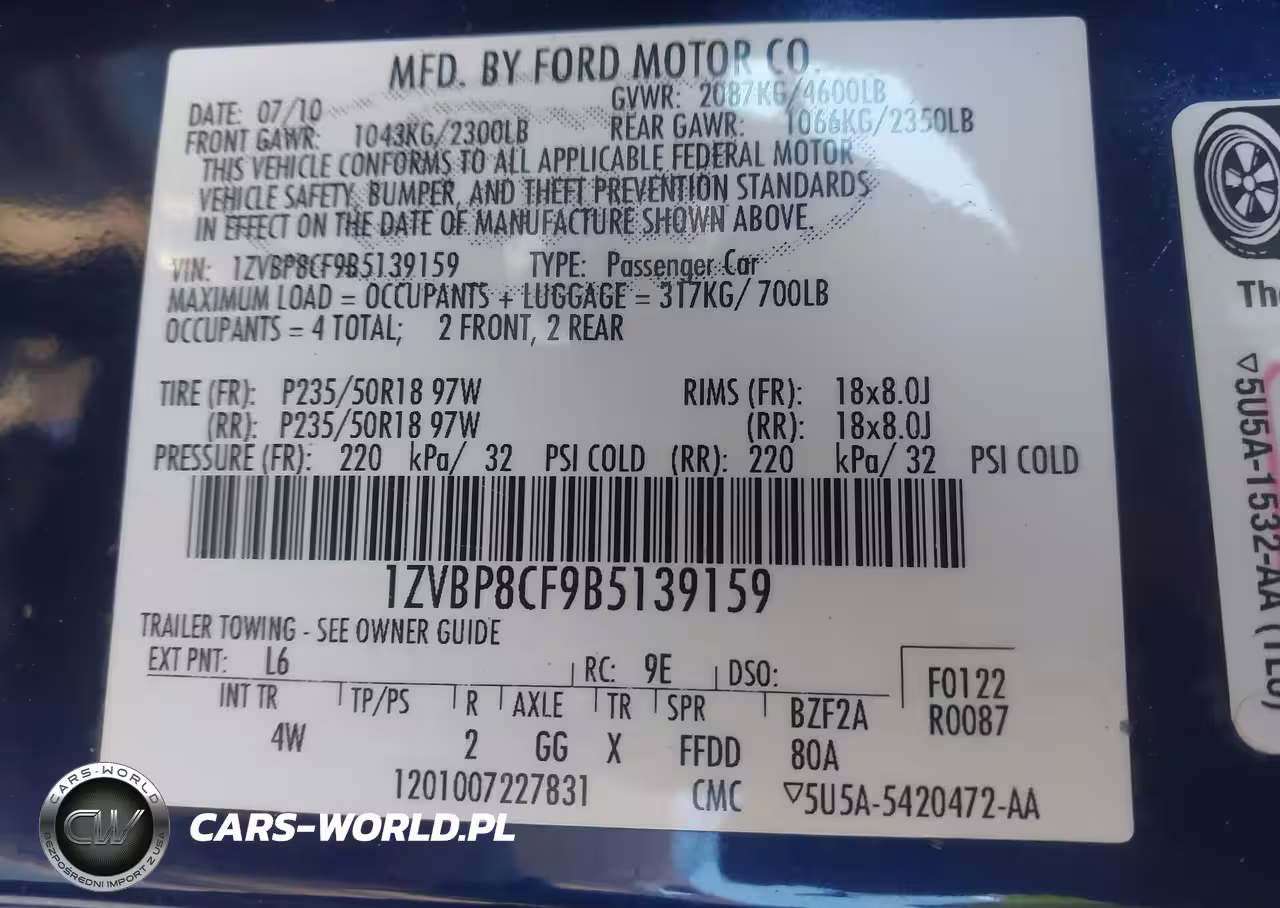 MFD. BY FORD MOTOR CO.
DATE: 07/10 GVWR: 2087KG/4600LB
FRONT GAWR: 1043KG/2300LB REAR GAWR: 1066KG/2350LB
THIS VEHICLE CONFORMS TO ALL APPLICABLE FEDERAL MOTOR
VEHICLE SAFETY, BUMPER, AND THEFT PREVENTION STANDARDS
IN EFFECT ON THE DATE OF MANUFACTURE SHOWN ABOVE.
VIN: 1ZVBP8CF9B5139159 TYPE: Passenger Car
MAXIMUM LOAD = OCCUPANTS + LUGGAGE = 317KG/ 700LB
OCCUPANTS = 4 TOTAL; 2 FRONT, 2 REAR
TIRE (FR): P235/50R18 97W RIMS (FR): 18x8.0J
(RR): P235/50R18 97W (RR): 18x8.0J
PRESSURE (FR): 220 kPa/ 32 PSI COLD (RR): 220 kPa/ 32 PSI COLD
1ZVBP8CF9B5139159
TRAILER TOWING - SEE OWNER GUIDE
EXT PNT: L6 RC: 9E DSO: F0122
INT TR TP/PS R AXLE TR SPR BZF2A R0087
4W 2 GG X FFDD 80A
1201007227831 CMC ▽5U5A-5420472-AA
The
▽5U5A-1532-AA
CARS-WORLD
CW
BEZPOŚREDNI IMPORT Z USA
CARS-WORLD.PL